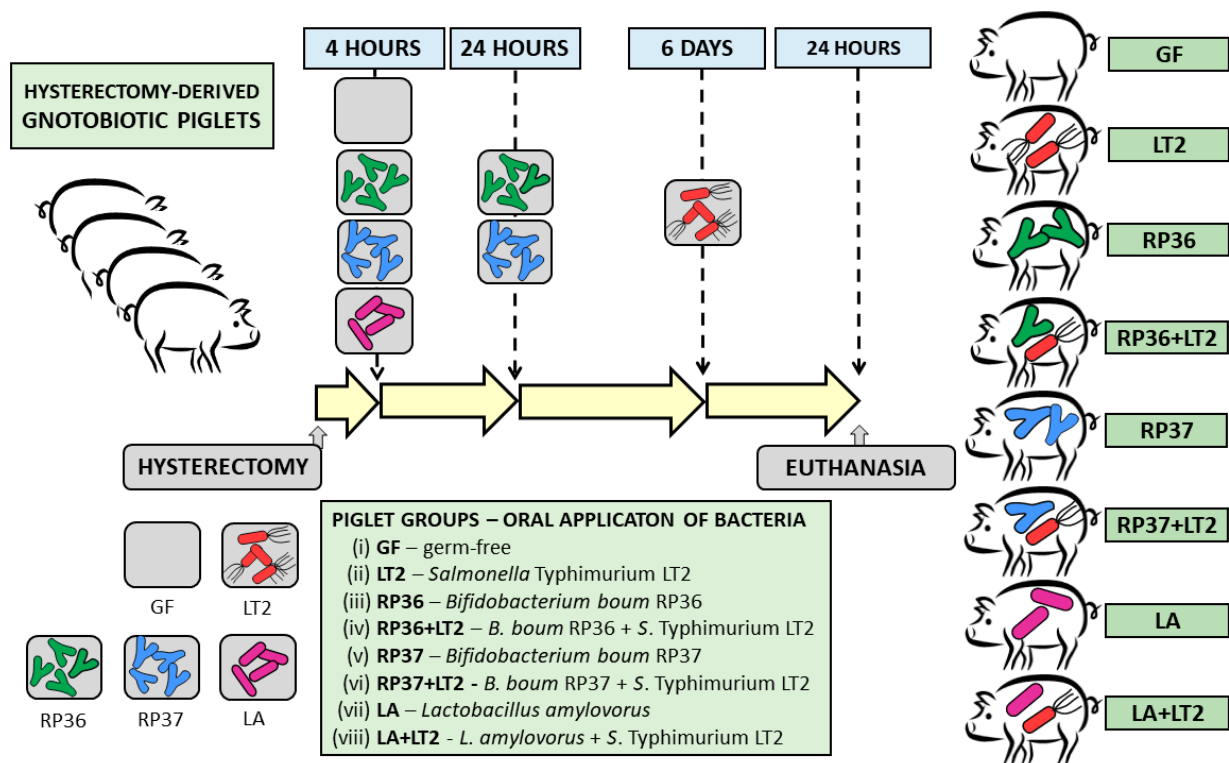 4 HOURS
24 HOURS
6 DAYS
24 HOURS
HYSTERECTOMY-DERIVED
GNOTOBIOTIC PIGLETS
HYSTERECTOMY
EUTHANASIA
GF
LT2
RP36
RP37
LA
PIGLET GROUPS – ORAL APPLICATON OF BACTERIA
(i) GF – germ-free
(ii) LT2 – Salmonella Typhimurium LT2
(iii) RP36 – Bifidobacterium boum RP36
(iv) RP36+LT2 – B. boum RP36 + S. Typhimurium LT2
(v) RP37 – Bifidobacterium boum RP37
(vi) RP37+LT2 - B. boum RP37 + S. Typhimurium LT2
(vii) LA – Lactobacillus amylovorus
(viii) LA+LT2 - L. amylovorus + S. Typhimurium LT2
GF
LT2
RP36
RP36+LT2
RP37
RP37+LT2
LA
LA+LT2